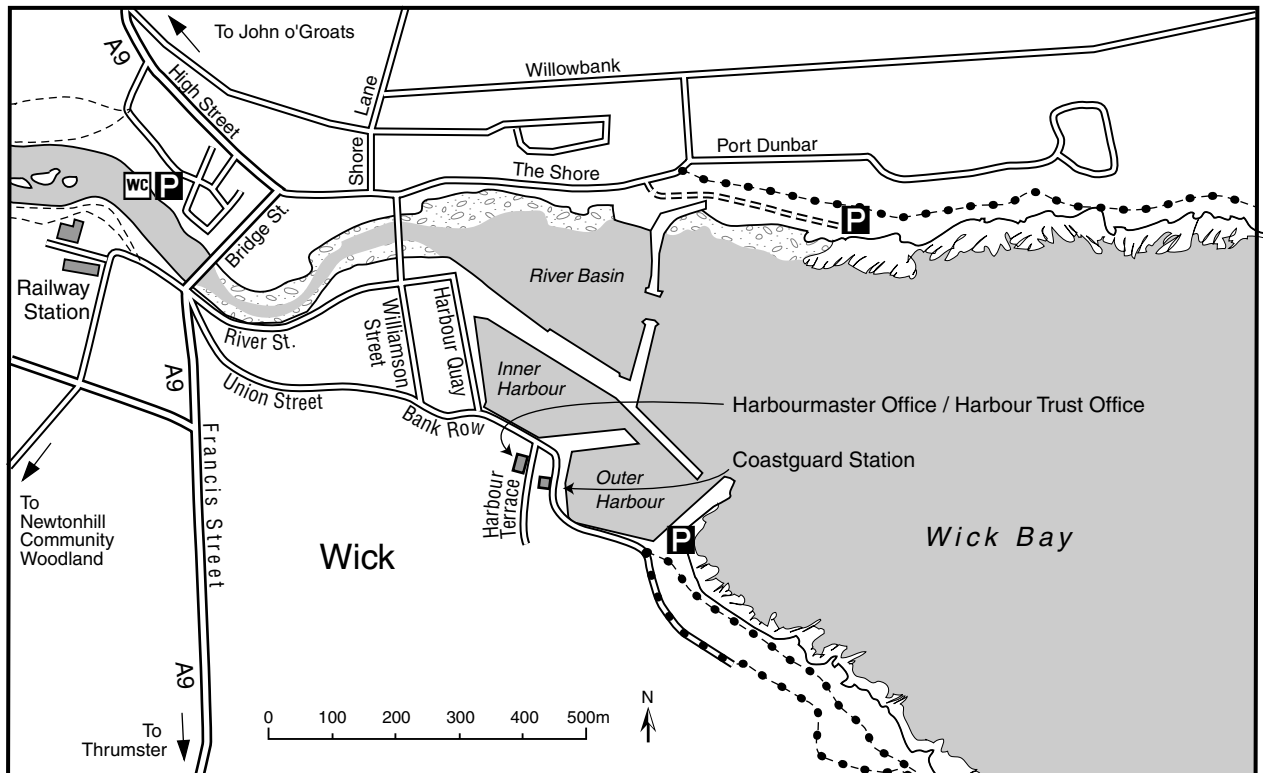 To John o'Groats
A9
High Street
Lane
Shore
Willowbank
Port Dunbar
The Shore
WC
P
P
Bridge St.
River Basin
Railway
Station
River St.
Williamson
Street
Harbour Quay
Inner
Harbour
A9
Union Street
Bank Row
Harbourmaster Office / Harbour Trust Office
Coastguard Station
Outer
Harbour
Harbour
Terrace
Francis Street
To
Newtonhill
Community
Woodland
Wick
P
Wick Bay
A9
To
Thrumster
0 100 200 300 400 500m
N